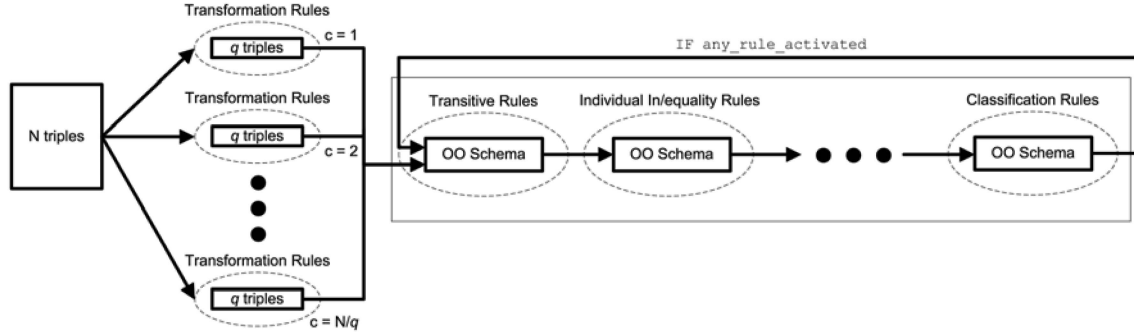 N triples
Transformation Rules
q triples
c = 1
Transformation Rules
q triples
c = 2
Transformation Rules
q triples
c = N/q
IF any_rule_activated
Transitive Rules
OO Schema
Individual In/equality Rules
OO Schema
Classification Rules
OO Schema